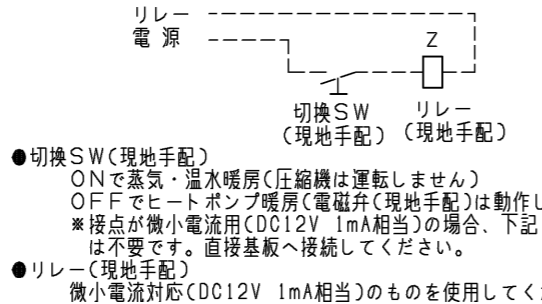 リレー
電源
Z
切換SW リレー
(現地手配) (現地手配)
●切換SW(現地手配)
ONで蒸気・温水暖房(圧縮機は運転しません)
OFFでヒートポンプ暖房(電磁弁(現地手配)は動作し
※接点が微小電流用(DC12V 1mA相当)の場合、下記
は不要です。直接基板へ接続してください。
●リレー(現地手配)
微小電流対応(DC12V 1mA相当)のものを使用してく